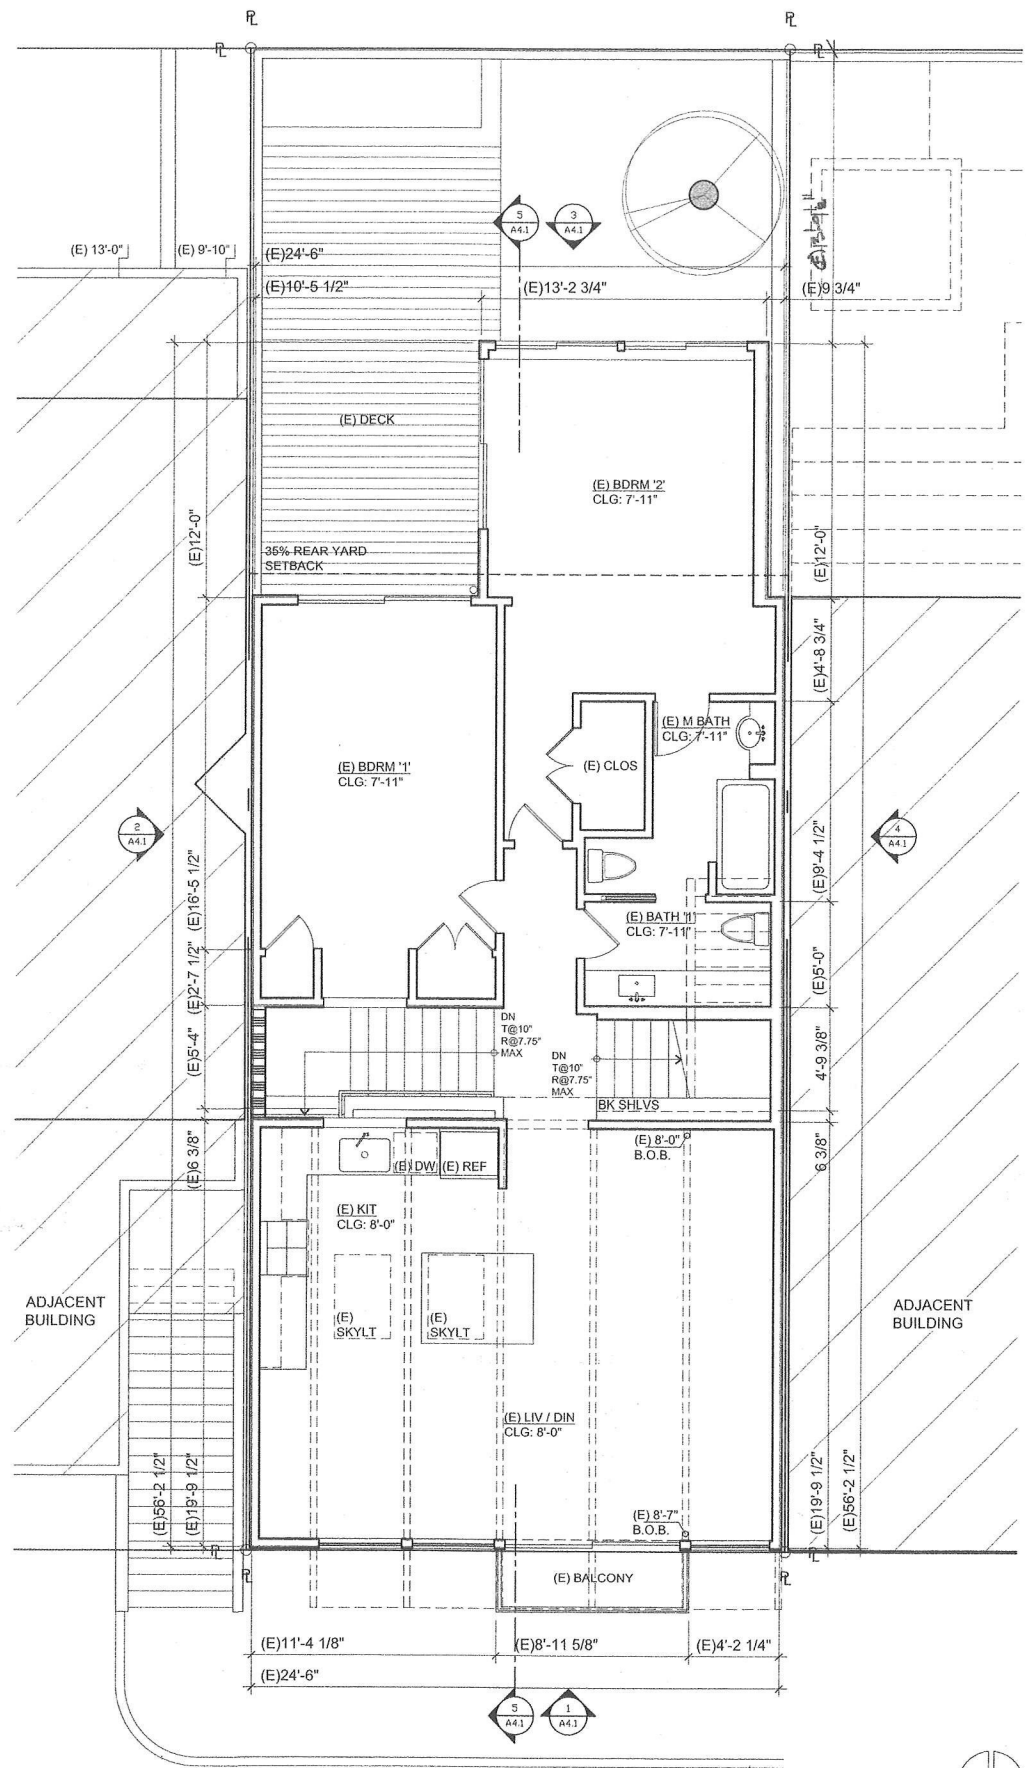 PL
PL
PL
PL
5
A4.1
3
A4.1
(E) 13'-0"
(E) 9'-10"
(E)24'-6"
(E)10'-5 1/2"
(E)13'-2 3/4"
(E)9 3/4"
(E) DECK
(E) BDRM '2'
CLG: 7'-11"
(E)12'-0"
(E)12'-0"
35% REAR YARD
SETBACK
(E)4'-8 3/4"
(E) M BATH
CLG: 7'-11"
(E) BDRM '1'
CLG: 7'-11"
(E) CLOS
2
A4.1
4
A4.1
(E)16'-5 1/2"
(E)9'-4 1/2"
(E) BATH '1'
CLG: 7'-11"
(E)2'-7 1/2"
(E)5'-0"
DN
T@10"
R@7.75"
MAX
DN
T@10"
R@7.75"
MAX
(E)5'-4"
4'-9 3/8"
BK SHLVS
(E)6 3/8"
6 3/8"
(E) 8'-0"
B.O.B.
(E) DW
(E) REF
(E) KIT
CLG: 8'-0"
ADJACENT
BUILDING
(E)
SKYLT
(E)
SKYLT
ADJACENT
BUILDING
(E) LIV / DIN
CLG: 8'-0"
(E)56'-2 1/2"
(E)19'-9 1/2"
(E)19'-9 1/2"
(E)56'-2 1/2"
(E) 8'-7"
B.O.B.
PL
PL
PL
PL
(E) BALCONY
(E)11'-4 1/8"
(E)8'-11 5/8"
(E)4'-2 1/4"
(E)24'-6"
5
A4.1
1
A4.1